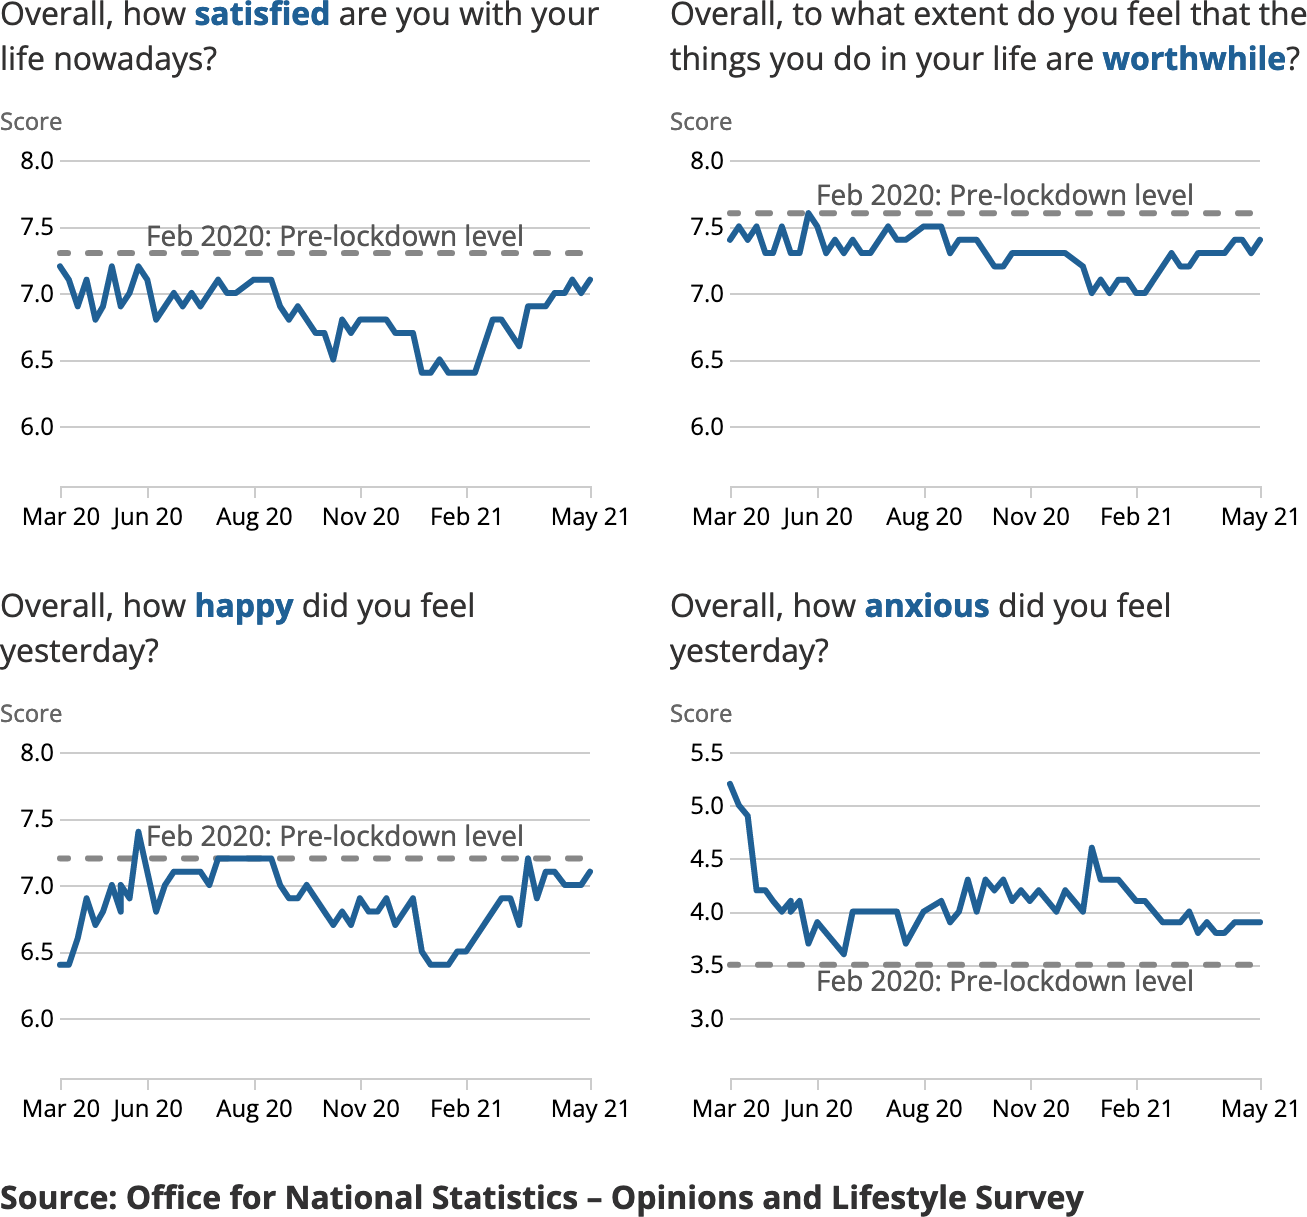 Overall, how satisfied are you with your
life nowadays?
Score
8.0
7.5
7.0
6.5
6.0
Feb 2020: Pre-lockdown level
Mar 20 Jun 20 Aug 20 Nov 20 Feb 21 May 21
Overall, to what extent do you feel that the
things you do in your life are worthwhile?
Score
8.0
7.5
7.0
6.5
6.0
Feb 2020: Pre-lockdown level
Mar 20 Jun 20 Aug 20 Nov 20 Feb 21 May 21
Overall, how happy did you feel
yesterday?
Score
8.0
7.5
7.0
6.5
6.0
Feb 2020: Pre-lockdown level
Mar 20 Jun 20 Aug 20 Nov 20 Feb 21 May 21
Overall, how anxious did you feel
yesterday?
Score
5.5
5.0
4.5
4.0
3.5
3.0
Feb 2020: Pre-lockdown level
Mar 20 Jun 20 Aug 20 Nov 20 Feb 21 May 21
Source: Office for National Statistics – Opinions and Lifestyle Survey